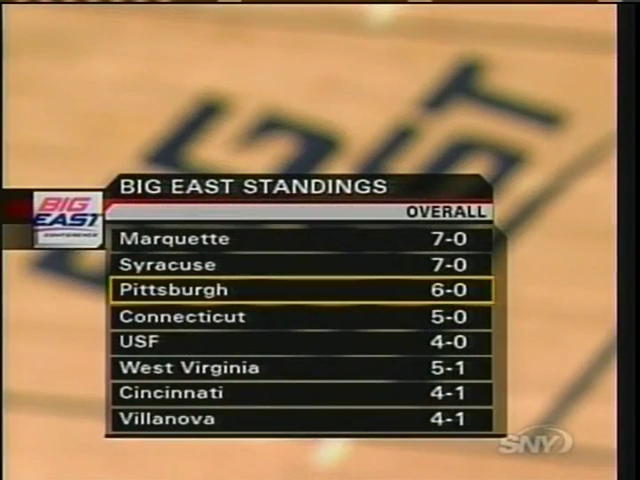 BIG EAST STANDINGS
BIG
EAST
CONFERENCE
OVERALL
Marquette 7-0
Syracuse 7-0
Pittsburgh 6-0
Connecticut 5-0
USF 4-0
West Virginia 5-1
Cincinnati 4-1
Villanova 4-1
SNY